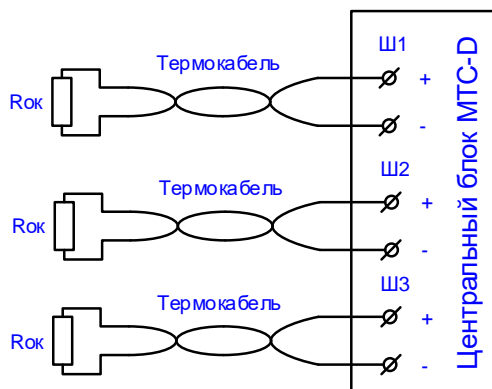 Ш1
Термокабель
+
Rок
-
Ш2
Термокабель
+
Rок
-
Ш3
Термокабель
+
Rок
-
Центральный блок МТС-D